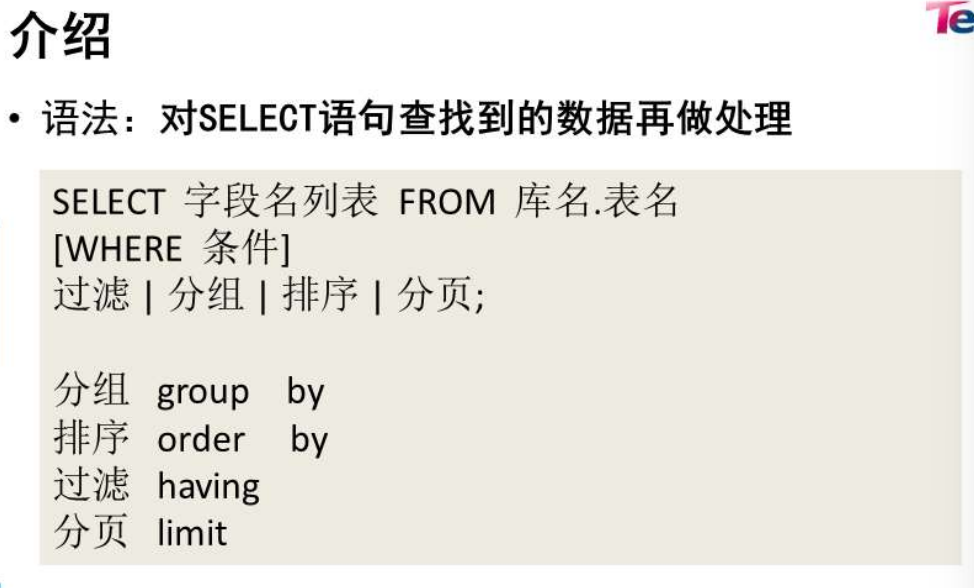 介绍
Te
• 语法：对SELECT语句查找到的数据再做处理
SELECT 字段名列表 FROM 库名.表名
[WHERE 条件]
过滤 | 分组 | 排序 | 分页;
分组 group by
排序 order by
过滤 having
分页 limit